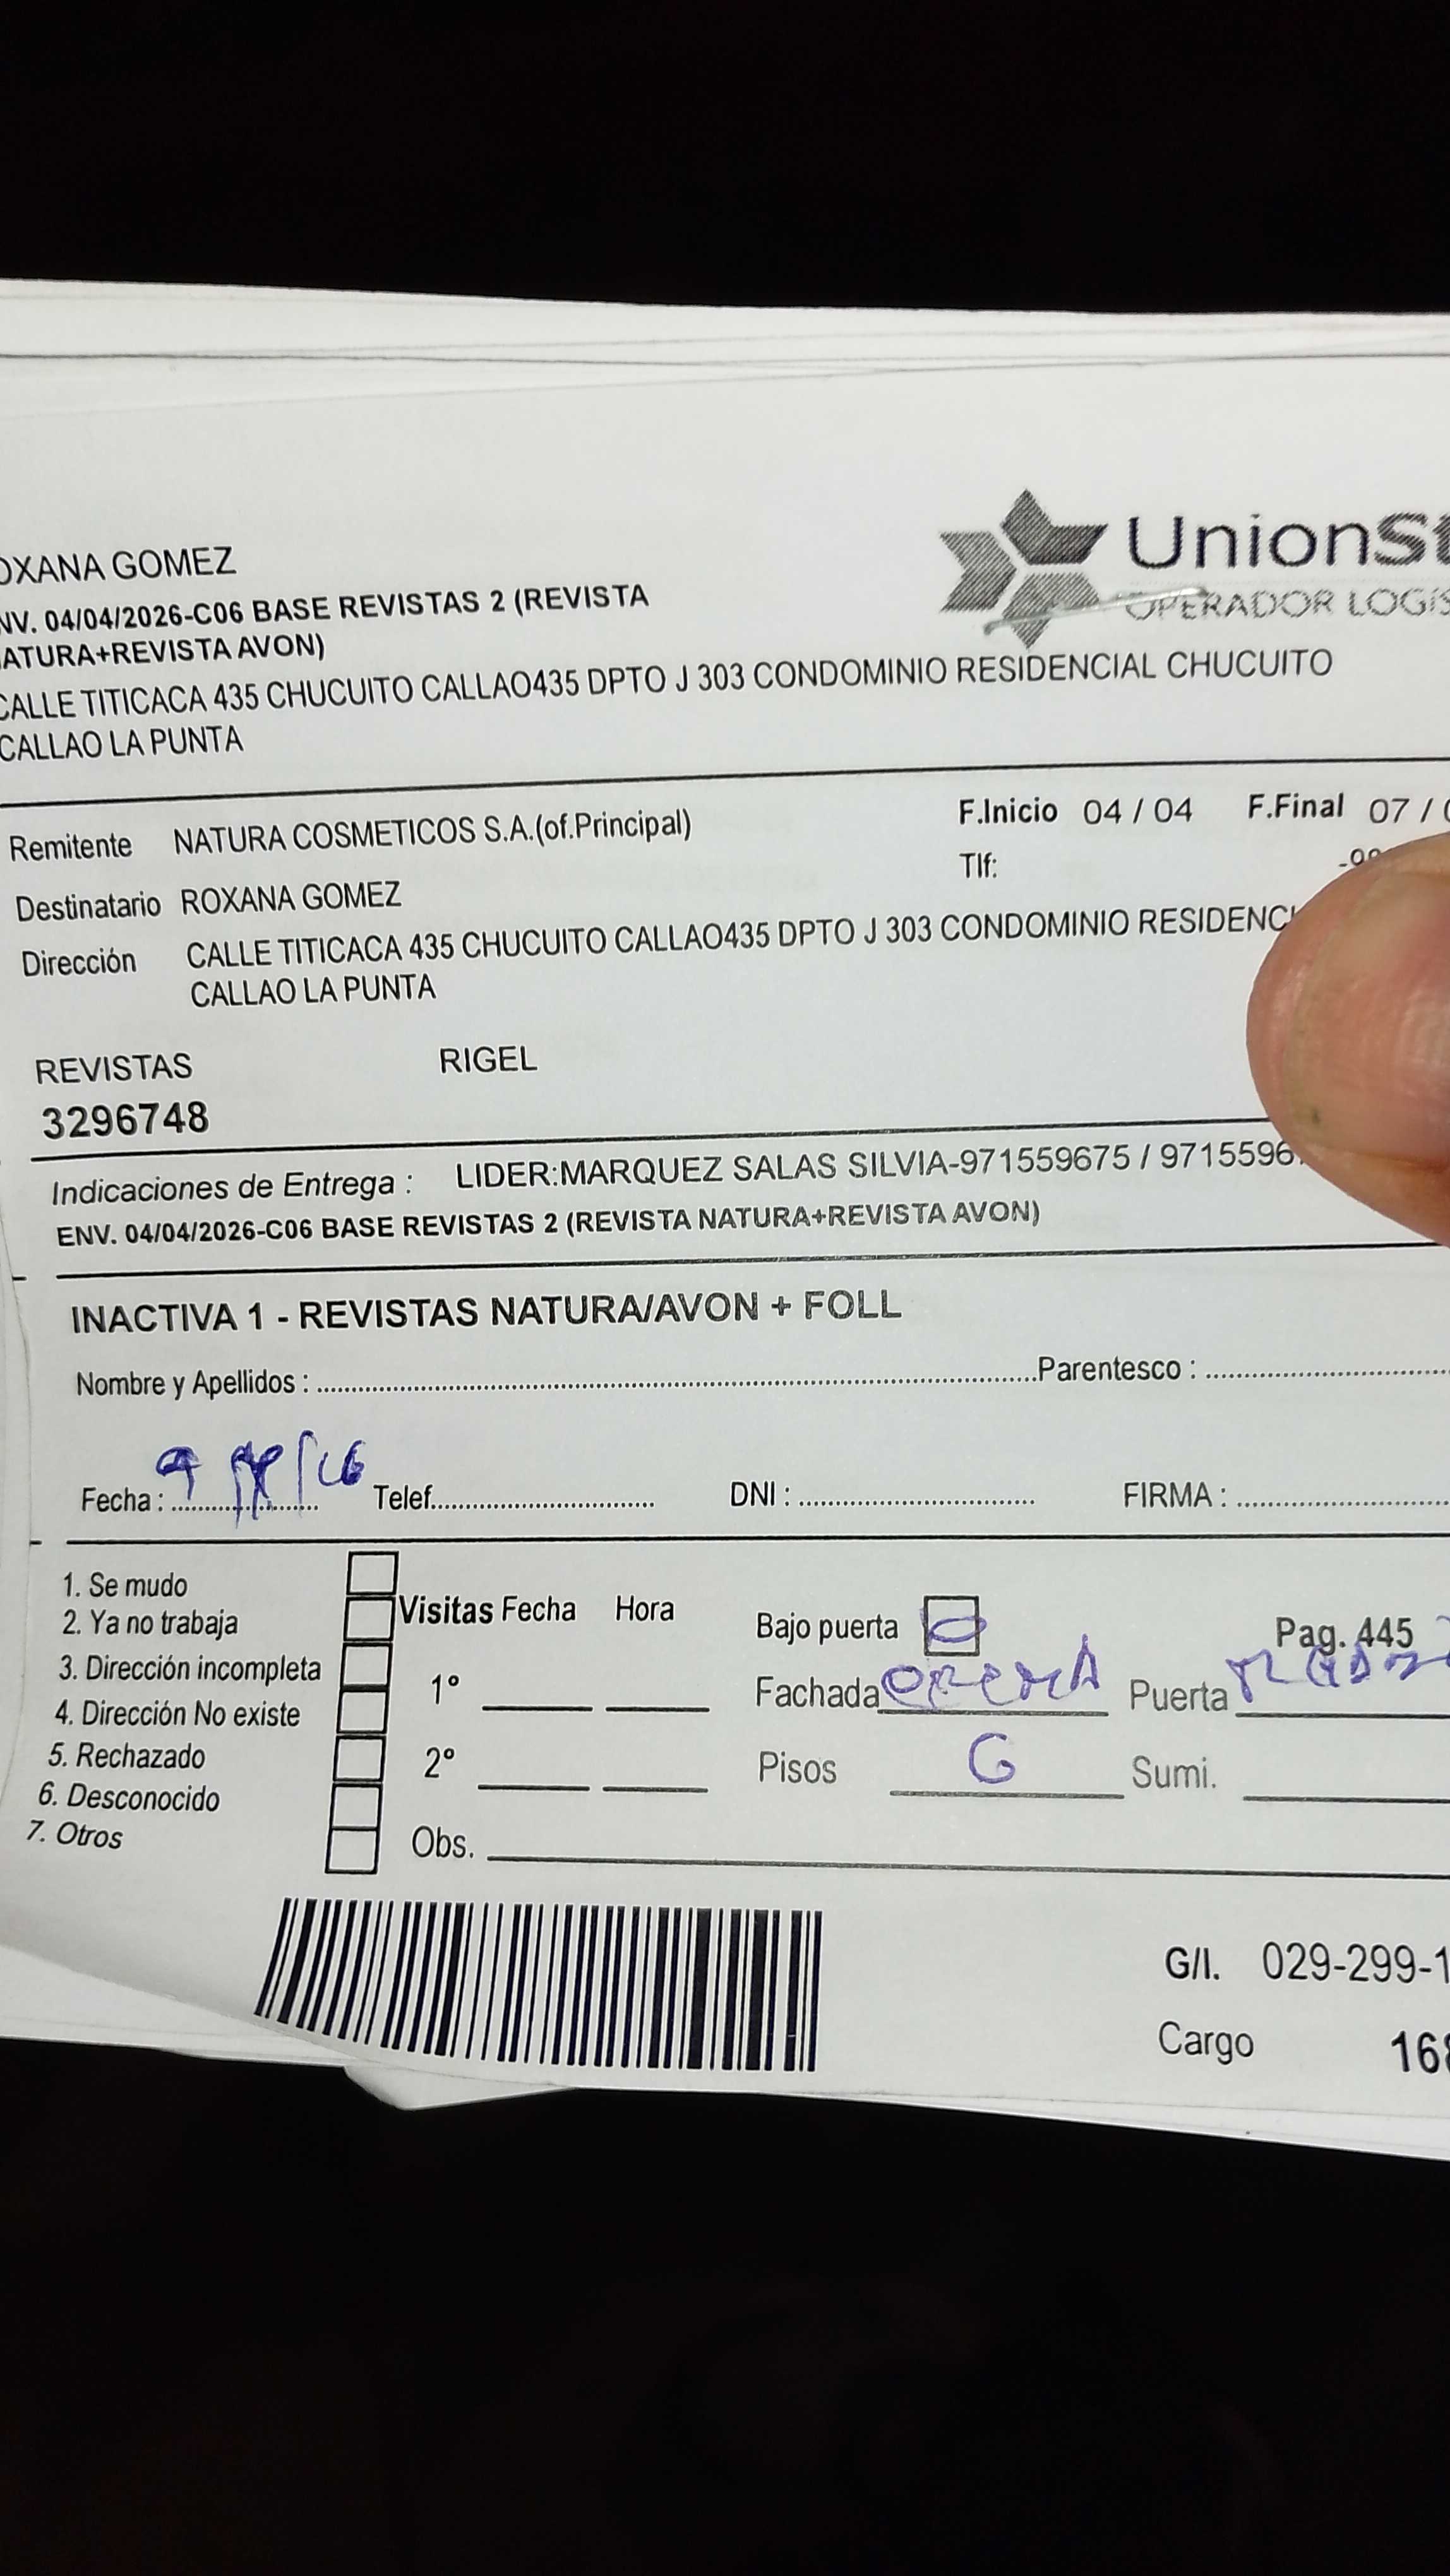 OXANA GOMEZ
NV. 04/04/2026-C06 BASE REVISTAS 2 (REVISTA
ATURA+REVISTA AVON)
CALLE TITICACA 435 CHUCUITO CALLAO435 DPTO J 303 CONDOMINIO RESIDENCIAL CHUCUITO
CALLAO LA PUNTA
UnionSt
OPERADOR LOGIS
Remitente NATURA COSMETICOS S.A.(of.Principal)
F.Inicio 04 / 04 F.Final 07 /
Tlf:
Destinatario ROXANA GOMEZ
Dirección CALLE TITICACA 435 CHUCUITO CALLAO435 DPTO J 303 CONDOMINIO RESIDENC
CALLAO LA PUNTA
REVISTAS RIGEL
3296748
Indicaciones de Entrega : LIDER:MARQUEZ SALAS SILVIA-971559675 / 9715596
ENV. 04/04/2026-C06 BASE REVISTAS 2 (REVISTA NATURA+REVISTA AVON)
INACTIVA 1 - REVISTAS NATURA/AVON + FOLL
Nombre y Apellidos : Parentesco :
Fecha : Telef. DNI : FIRMA :
1. Se mudo
2. Ya no trabaja
3. Dirección incompleta
4. Dirección No existe
5. Rechazado
6. Desconocido
7. Otros
Visitas Fecha Hora
1º
2º
Obs.
Bajo puerta
Pag. 445
Fachada CREMA Puerta
Pisos Sumi.
G/I. 029-299-1
Cargo 168